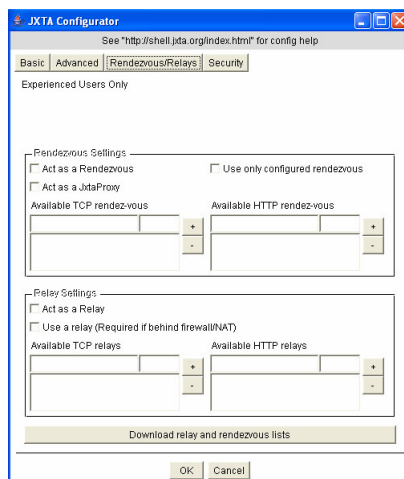 JXTA Configurator
See "http://shell.jxta.org/index.html" for config help
Basic Advanced Rendezvous/Relays Security
Experienced Users Only
Rendezvous Settings
Act as a Rendezvous Use only configured rendezvous
Act as a JxtaProxy
Available TCP rendez-vous Available HTTP rendez-vous
+ +
- -
Relay Settings
Act as a Relay
Use a relay (Required if behind firewall/NAT)
Available TCP relays Available HTTP relays
+ +
- -
Download relay and rendezvous lists
OK Cancel